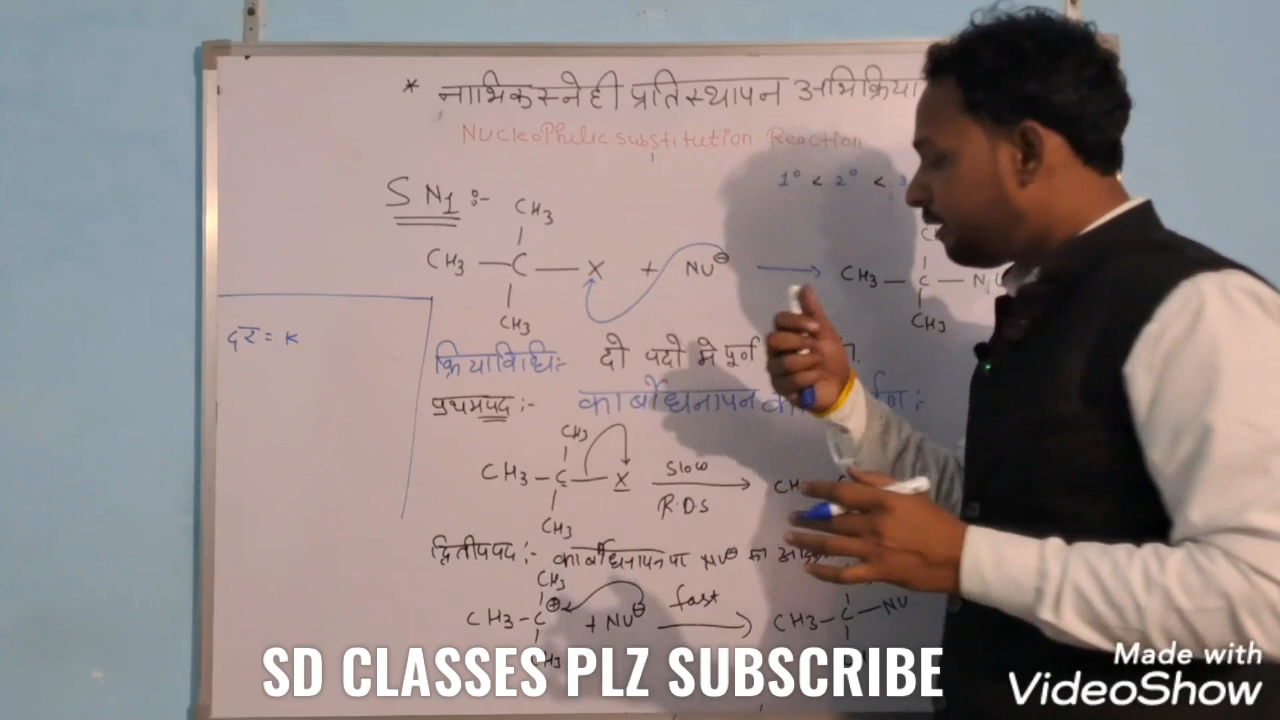 * नाभिकस्नेही प्रतिस्थापन अभिक्रिया
NucleoPhilic substitution Reaction
1° < 2° < 3
SN1 :-
CH3
CH3 — C — X + NU⊖ → CH3 — C — NU
CH3 CH3
दर = K
क्रियाविधि:- दो पदो मे पूर्ण
प्रथमपद :- कार्बोधनायन का
CH3
CH3 — C — X Slow
R.D.S
CH3
द्वितीयपद :- कार्बोधनायन पर NU⊖ का
CH3
CH3 — C⊕ + NU⊖ fast CH3 — C — NU
CH3
SD CLASSES PLZ SUBSCRIBE
Made with
VideoShow